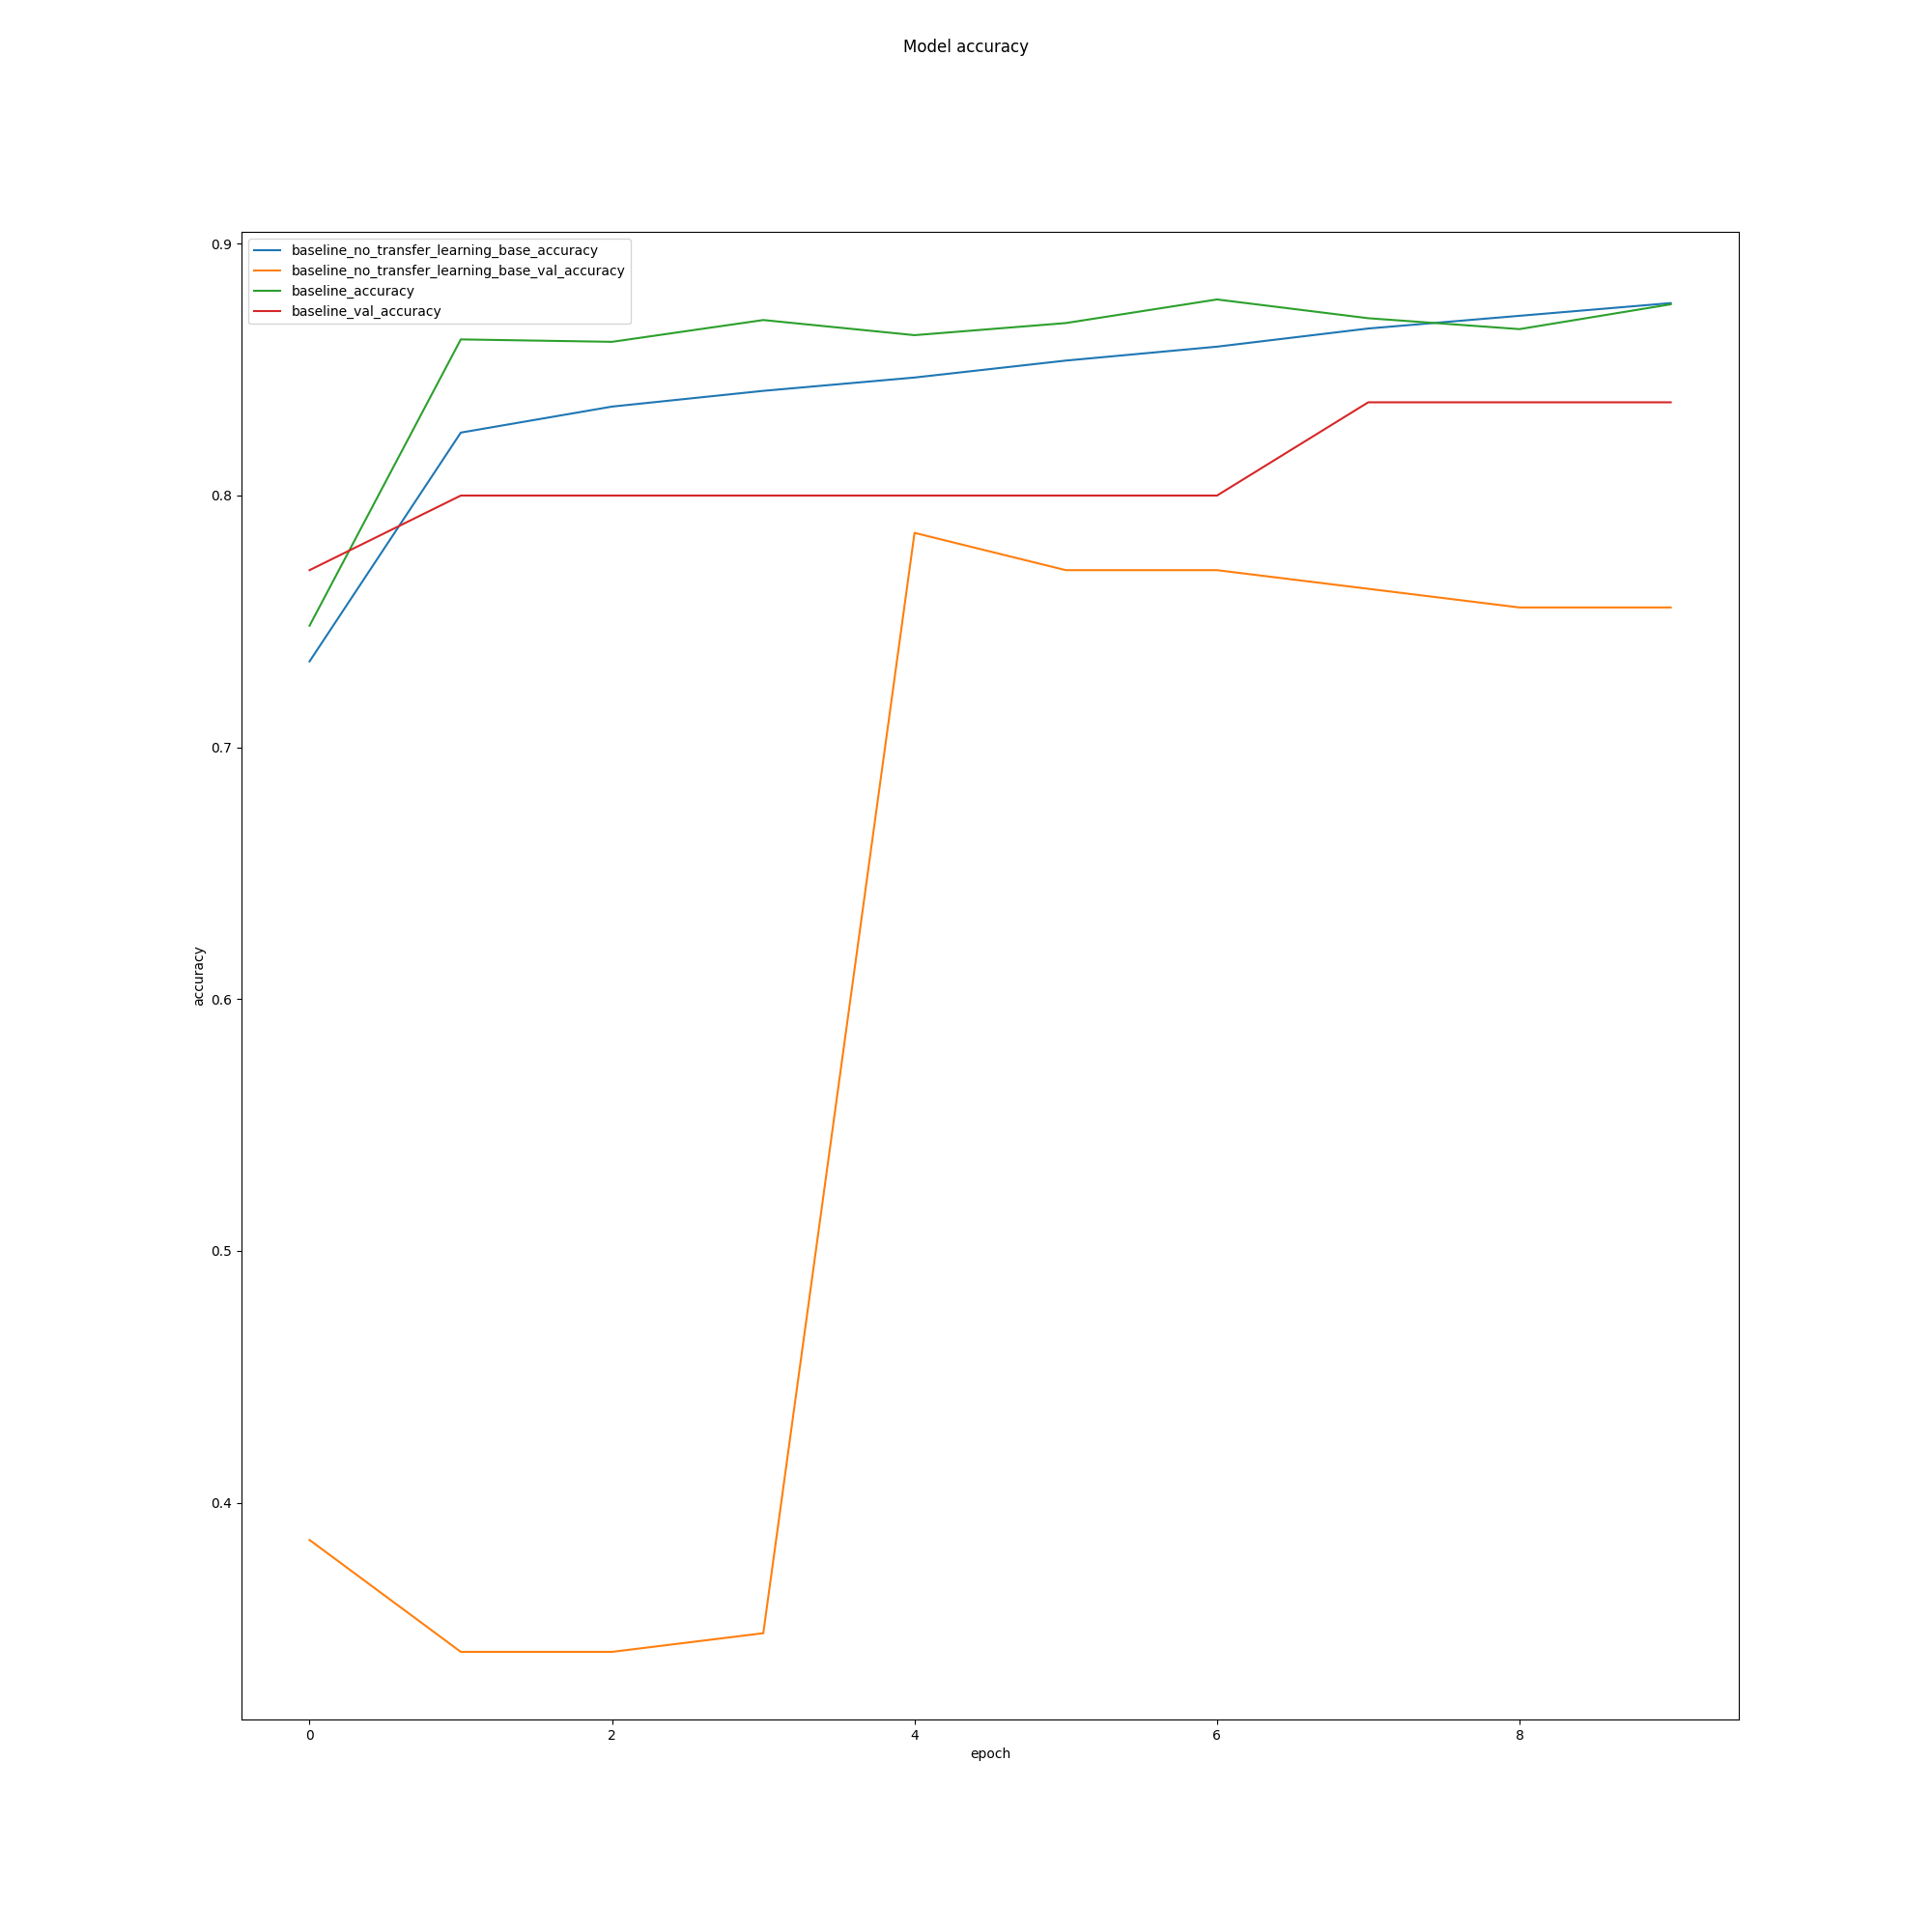 Model accuracy
baseline_no_transfer_learning_base_accuracy
baseline_no_transfer_learning_base_val_accuracy
baseline_accuracy
baseline_val_accuracy
0.9
0.8
0.7
0.6
0.5
0.4
accuracy
0 2 4 6 8
epoch